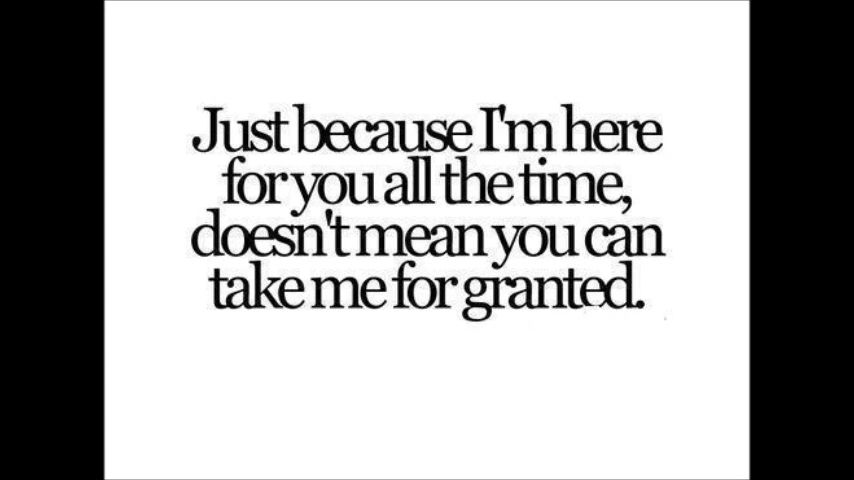 Just because I'm here
for you all the time,
doesn't mean you can
take me for granted.